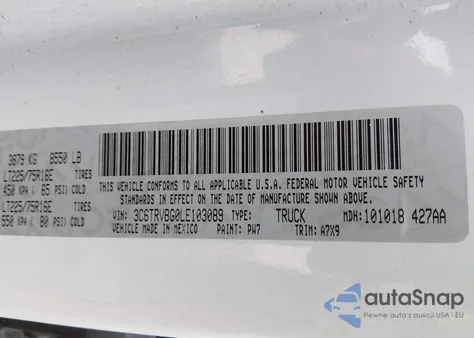 3879 KG 8550 LB
LT225/75R16E TIRES
450 KPA( 65 PSI) COLD
LT225/75R16E TIRES
550 KPA( 80 PSI) COLD
THIS VEHICLE CONFORMS TO ALL APPLICABLE U.S.A. FEDERAL MOTOR VEHICLE SAFETY
STANDARDS IN EFFECT ON THE DATE OF MANUFACTURE SHOWN ABOVE.
VIN: 3C6TRVBG0LE103089 TYPE: TRUCK MDH: 101018 427AA
VEHICLE MADE IN MEXICO PAINT: PW7 TRIM: A7X9
autoSnap
Pewne auta z dostępem z USA i EU